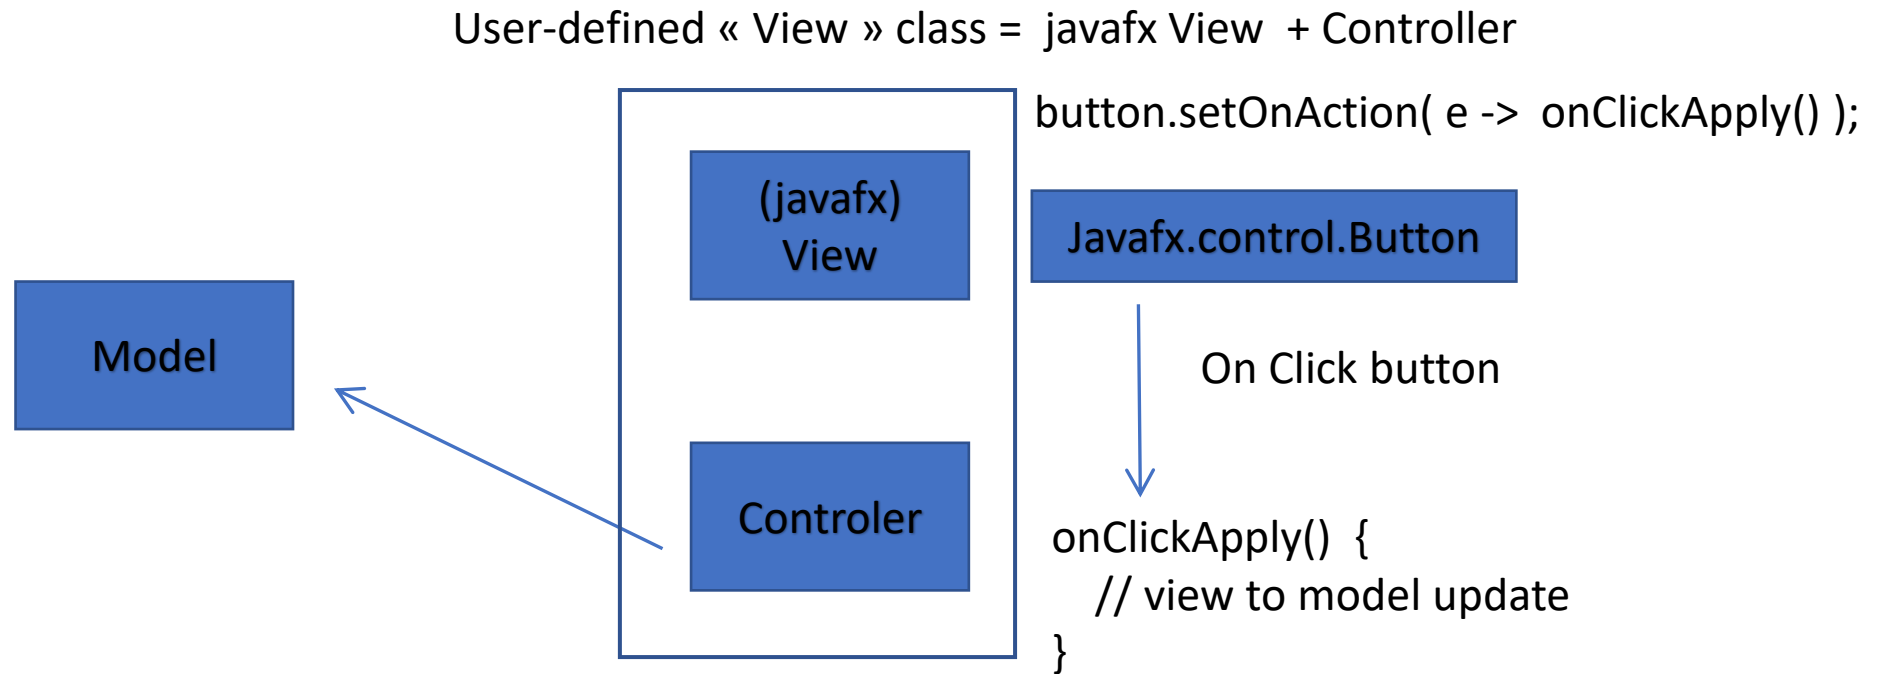 User-defined « View » class = javafx View + Controller
button.setOnAction( e -> onClickApply() );
(javafx)
View
Javafx.control.Button
Model
On Click button
Controler
onClickApply() {
// view to model update
}